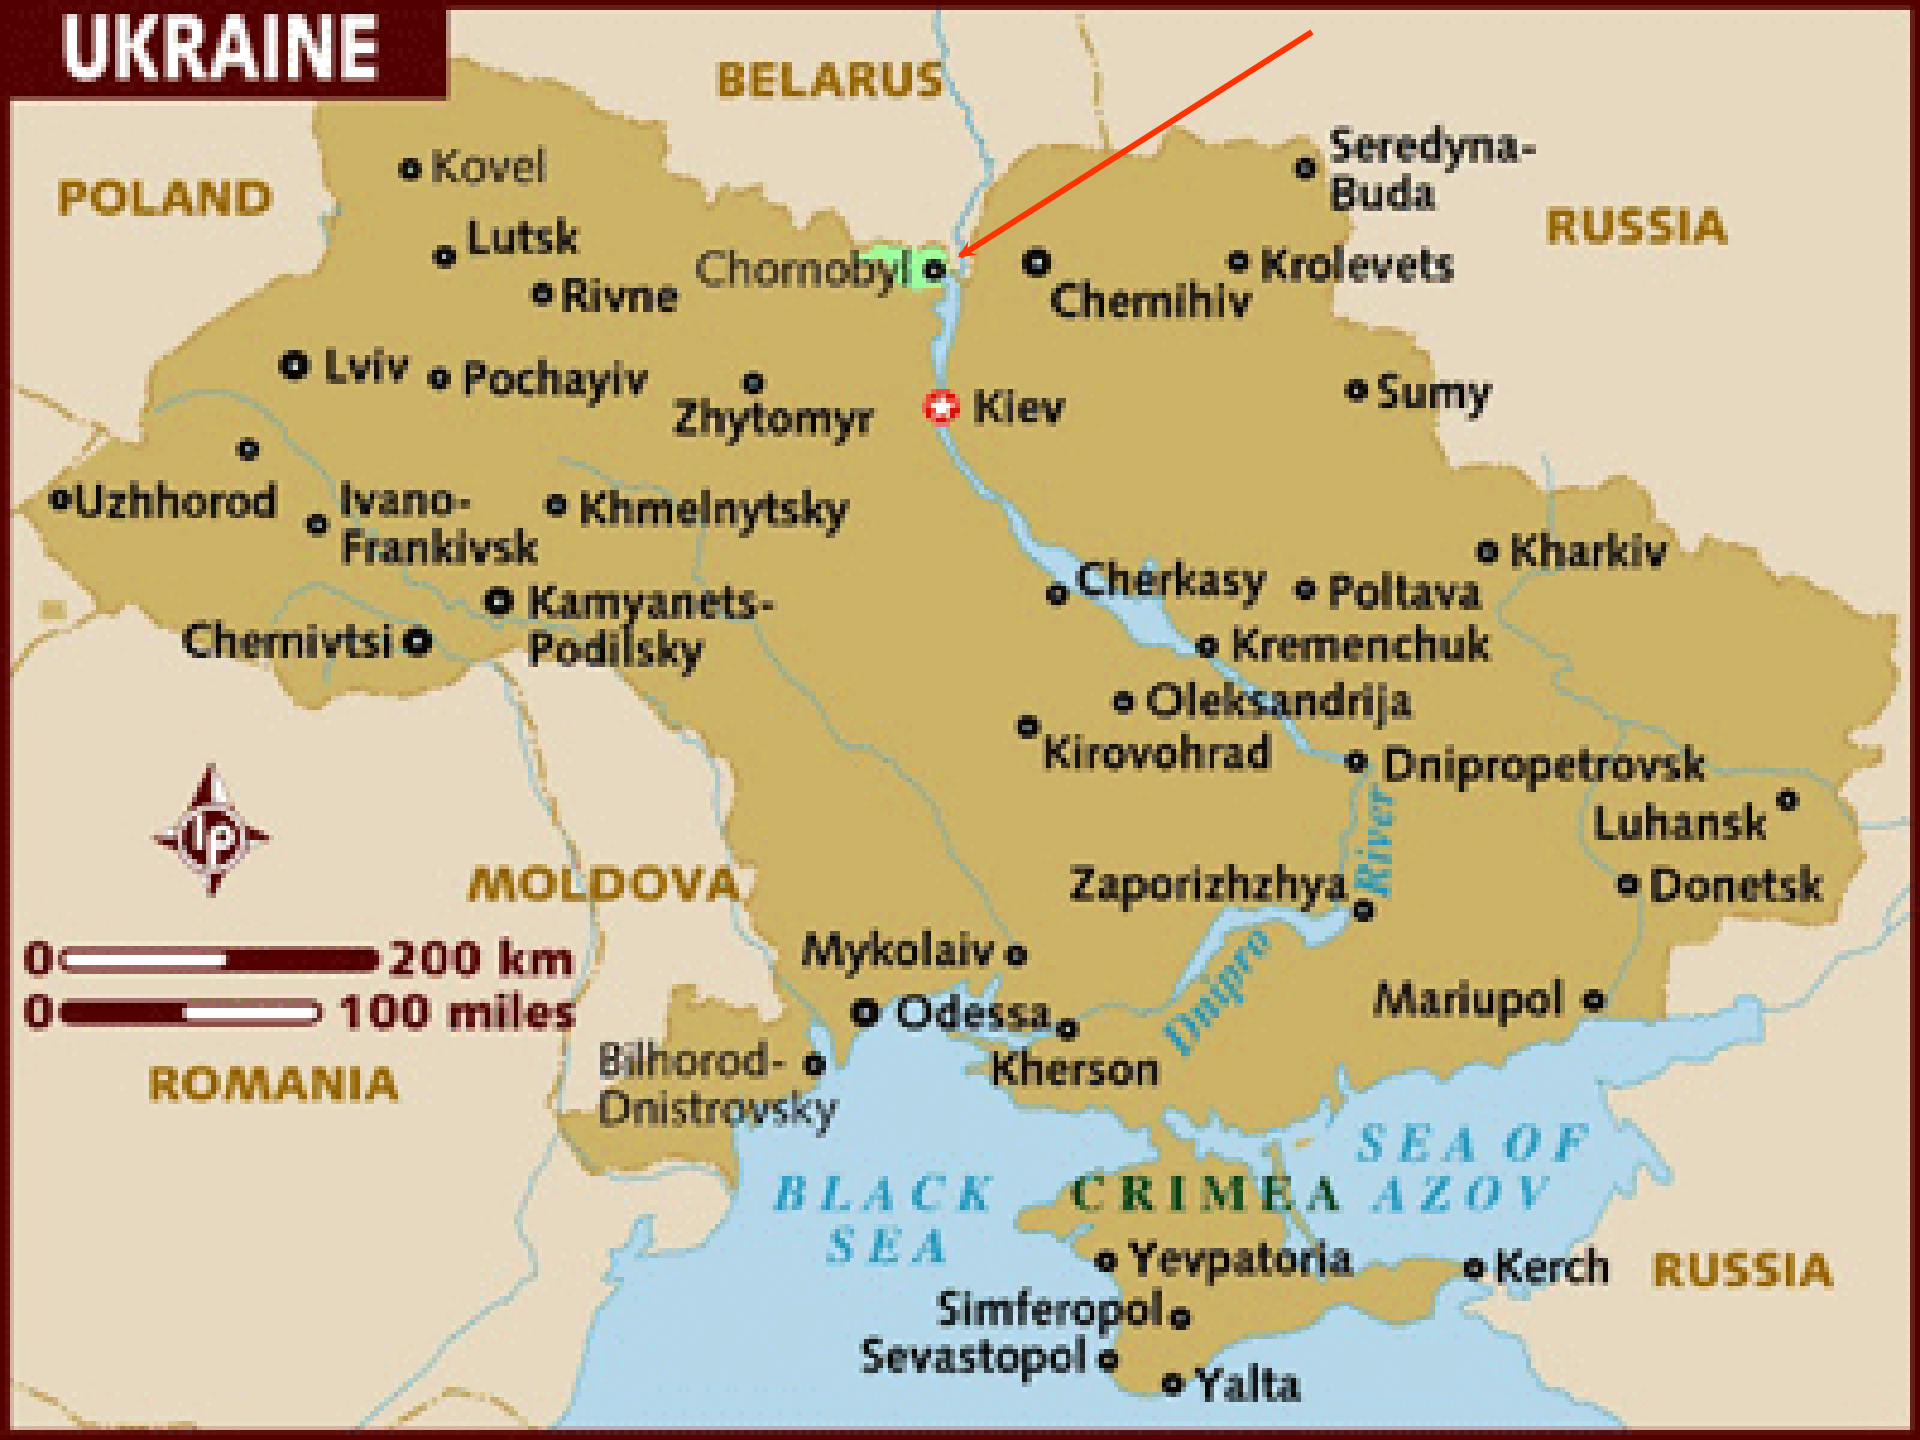 UKRAINE
BELARUS
POLAND
RUSSIA
Kovel
Seredyna-
Buda
Lutsk
Rivne
Chornobyl
Chernihiv
Krolevets
Lviv
Pochayiv
Zhytomyr
Kiev
Sumy
Uzhhorod
Ivano-
Frankivsk
Khmelnytsky
Kharkiv
Cherkasy
Poltava
Kamyanets-
Podilsky
Chernivtsi
Kremenchuk
Oleksandrija
Kirovohrad
Dnipropetrovsk
Luhansk
lp
MOLDOVA
Zaporizhzhya
River
Donetsk
0 200 km
0 100 miles
Mykolaiv
Dnipro
Odessa
Kherson
Mariupol
ROMANIA
Bilhorod-
Dnistrovsky
BLACK
SEA
CRIMEA
SEA OF
AZOV
Yevpatoria
Kerch
RUSSIA
Simferopol
Sevastopol
Yalta